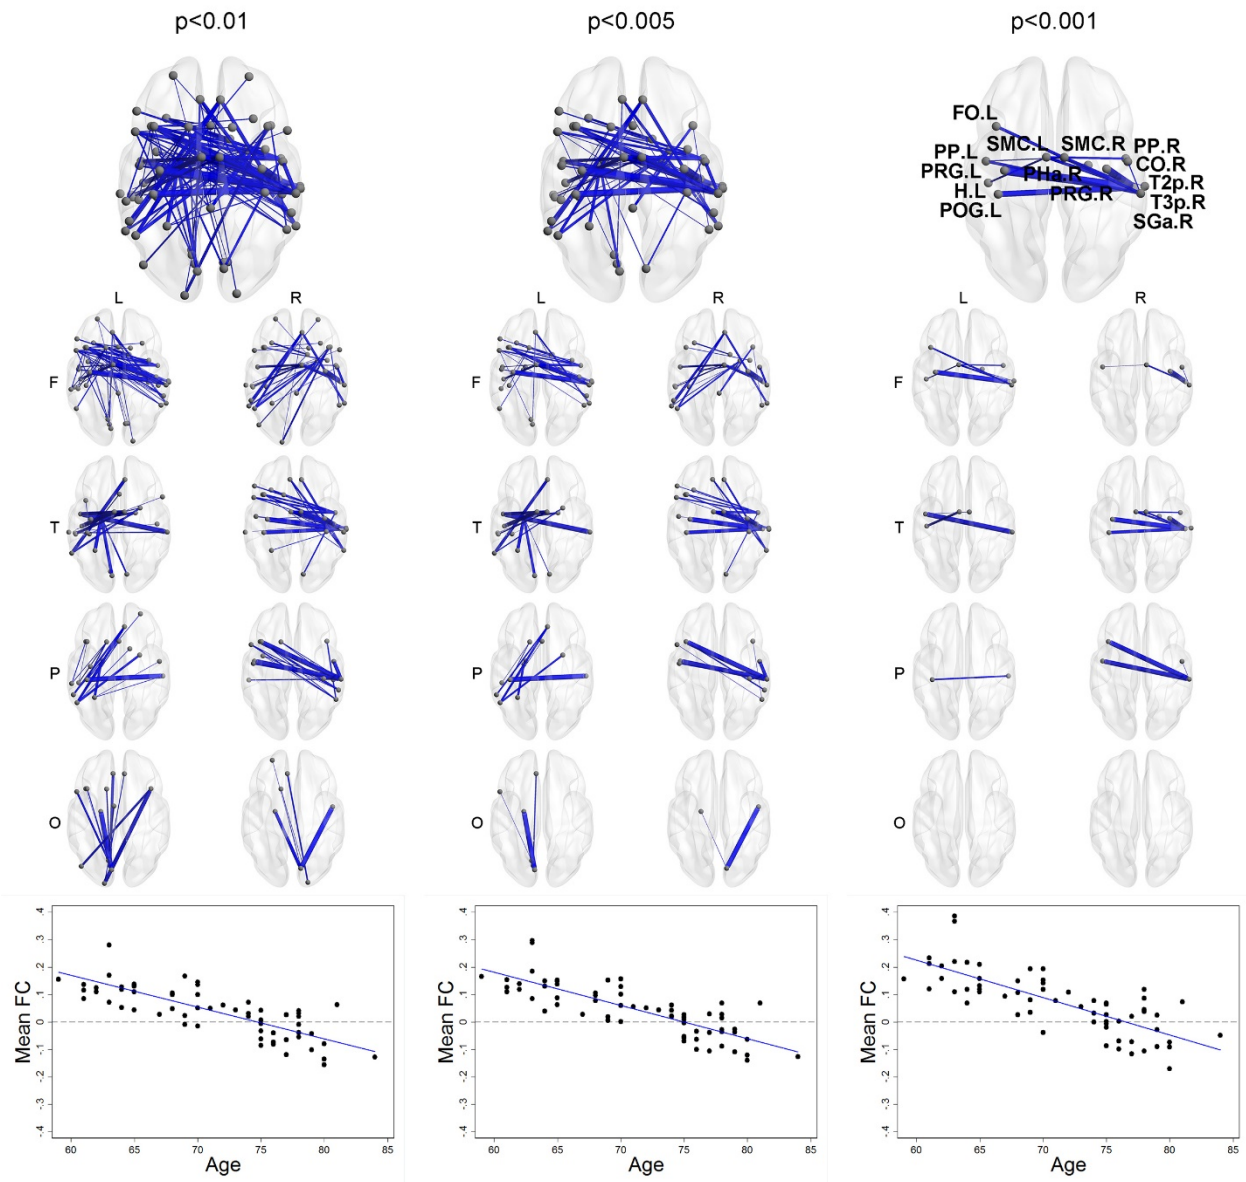 p<0.01 p<0.005 p<0.001
FO.L
SMC.L SMC.R PP.R
PP.L CO.R
PRG.L PHa.R T2p.R
H.L PRG.R T3p.R
POG.L SGa.R
L R L R L R
F F F
T T T
P P P
O O O
.4 .4 .4
.3 .3 .3
.2 .2 .2
.1 .1 .1
0 0 0
-.1 -.1 -.1
-.2 -.2 -.2
-.3 -.3 -.3
-.4 -.4 -.4
Mean FC Mean FC Mean FC
60 65 70 75 80 85 60 65 70 75 80 85 60 65 70 75 80 85
Age Age Age